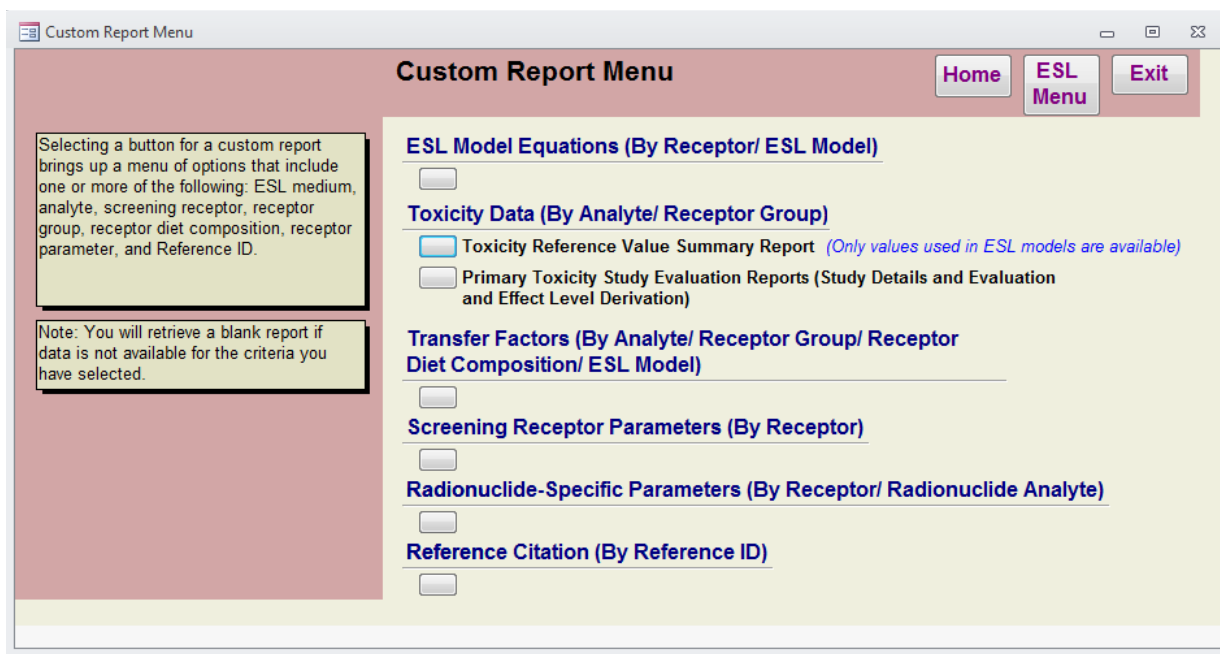 Custom Report Menu
Custom Report Menu
Home
ESL
Menu
Exit
Selecting a button for a custom report
brings up a menu of options that include
one or more of the following: ESL medium,
analyte, screening receptor, receptor
group, receptor diet composition, receptor
parameter, and Reference ID.
Note: You will retrieve a blank report if
data is not available for the criteria you
have selected.
ESL Model Equations (By Receptor/ ESL Model)
Toxicity Data (By Analyte/ Receptor Group)
Toxicity Reference Value Summary Report (Only values used in ESL models are available)
Primary Toxicity Study Evaluation Reports (Study Details and Evaluation
and Effect Level Derivation)
Transfer Factors (By Analyte/ Receptor Group/ Receptor
Diet Composition/ ESL Model)
Screening Receptor Parameters (By Receptor)
Radionuclide-Specific Parameters (By Receptor/ Radionuclide Analyte)
Reference Citation (By Reference ID)